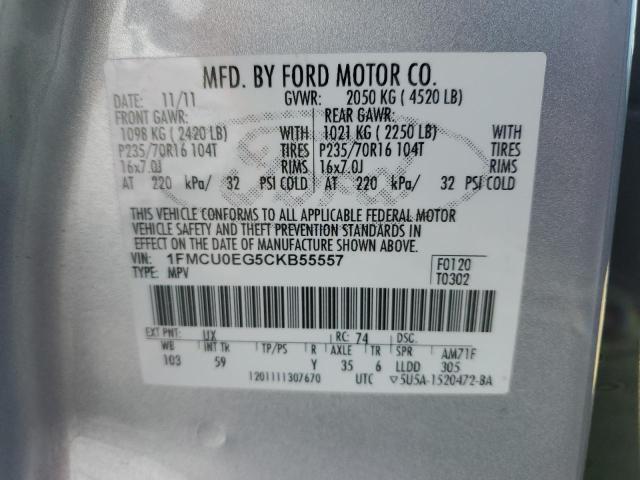 MFD. BY FORD MOTOR CO.
DATE: 11/11 GVWR: 2050 KG ( 4520 LB)
FRONT GAWR: REAR GAWR:
1098 KG ( 2420 LB) WITH 1021 KG ( 2250 LB) WITH
P235/70R16 104T TIRES P235/70R16 104T TIRES
16x7.0J RIMS 16x7.0J RIMS
AT 220 kPa/ 32 PSI COLD AT 220 kPa/ 32 PSI COLD
THIS VEHICLE CONFORMS TO ALL APPLICABLE FEDERAL MOTOR
VEHICLE SAFETY AND THEFT PREVENTION STANDARDS IN
EFFECT ON THE DATE OF MANUFACTURE SHOWN ABOVE.
VIN: 1FMCU0EG5CKB55557 F0120
TYPE: MPV T0302
EXT PNT: UX RC: 74 DSC:
WB INT TR TP/PS R AXLE TR SPR AM71F
103 59 Y 35 6 LLDD 305
1201111307670 UTC ▽5U5A-1520472-BA